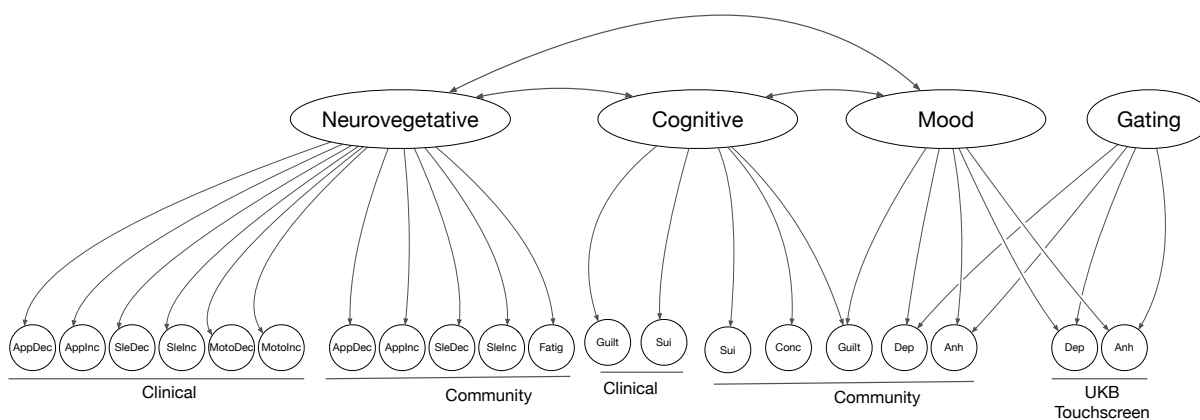 Neurovegetative Cognitive Mood Gating
AppDec AppInc SleDec SleInc MotoDec MotoInc AppDec AppInc SleDec SleInc Fatig Guilt Sui Sui Conc Guilt Dep Anh Dep Anh
Clinical Community Clinical Community UKB
Touchscreen